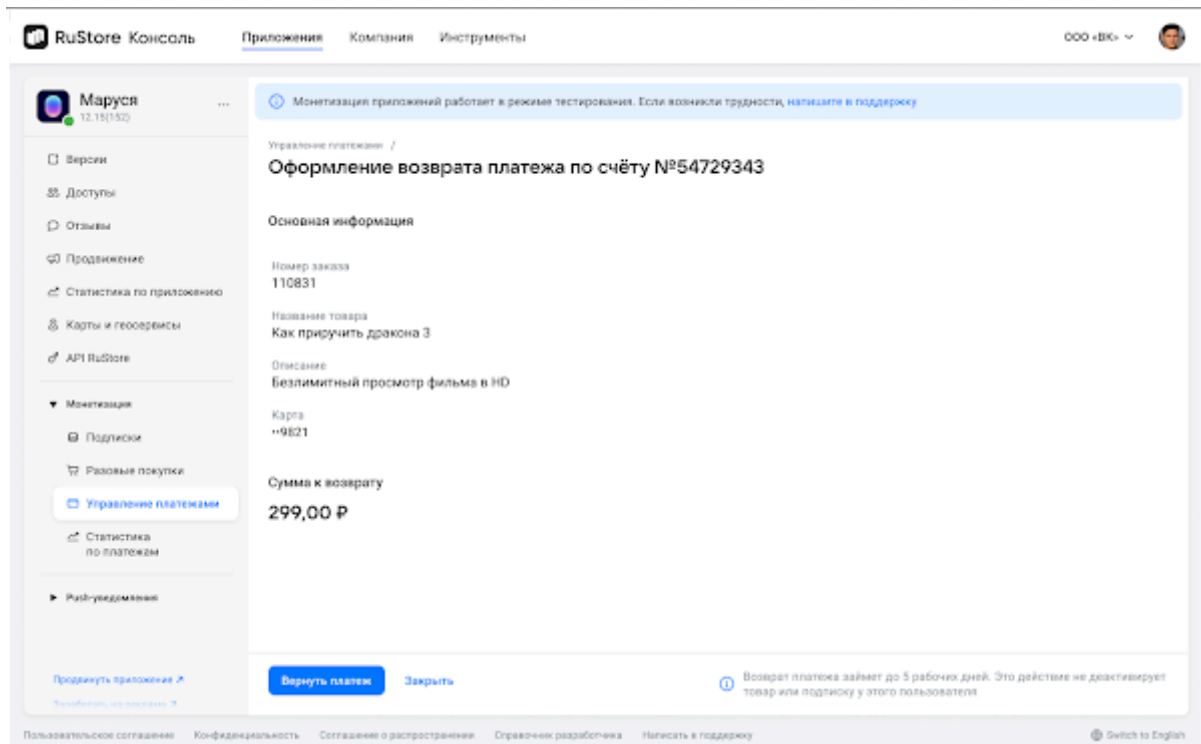 RuStore Консоль
Приложения
Компания
Инструменты
ООО «ВК»
Маруся
...
12.15(152)
Монетизация приложений работает в режиме тестирования. Если возникли трудности, напишите в поддержку
Версии
Доступы
Отзывы
Продвижение
Статистика по приложению
Карты и геосервисы
API RuStore
Монетизация
Подписки
Разовые покупки
Управление платежами
Статистика
по платежам
Push-уведомления
Продвинуть приложение
Заработать на рекламе
Управление платежами /
Оформление возврата платежа по счёту №54729343
Основная информация
Номер заказа
110831
Название товара
Как приручить дракона 3
Описание
Безлимитный просмотр фильма в HD
Карта
··9821
Сумма к возврату
299,00 ₽
Вернуть платеж
Закрыть
Возврат платежа займет до 5 рабочих дней. Это действие не деактивирует
товар или подписку у этого пользователя
Пользовательское соглашение
Конфиденциальность
Соглашение о распространении
Справочник разработчика
Написать в поддержку
Switch to English